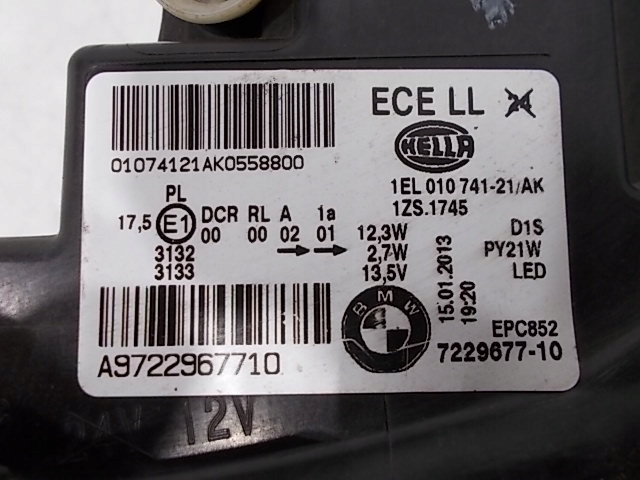 ECE LL 24
HELLA
01074121AK0558800
1EL 010 741-21/AK
1ZS.1745
PL
17,5 E1 DCR RL A 1a
00 00 02 01
3132
3133
12,3W
2,7W
13,5V
15.01.2013
19:20
D1S
PY21W
LED
BMW
EPC852
7229677-10
A9722967710
12V